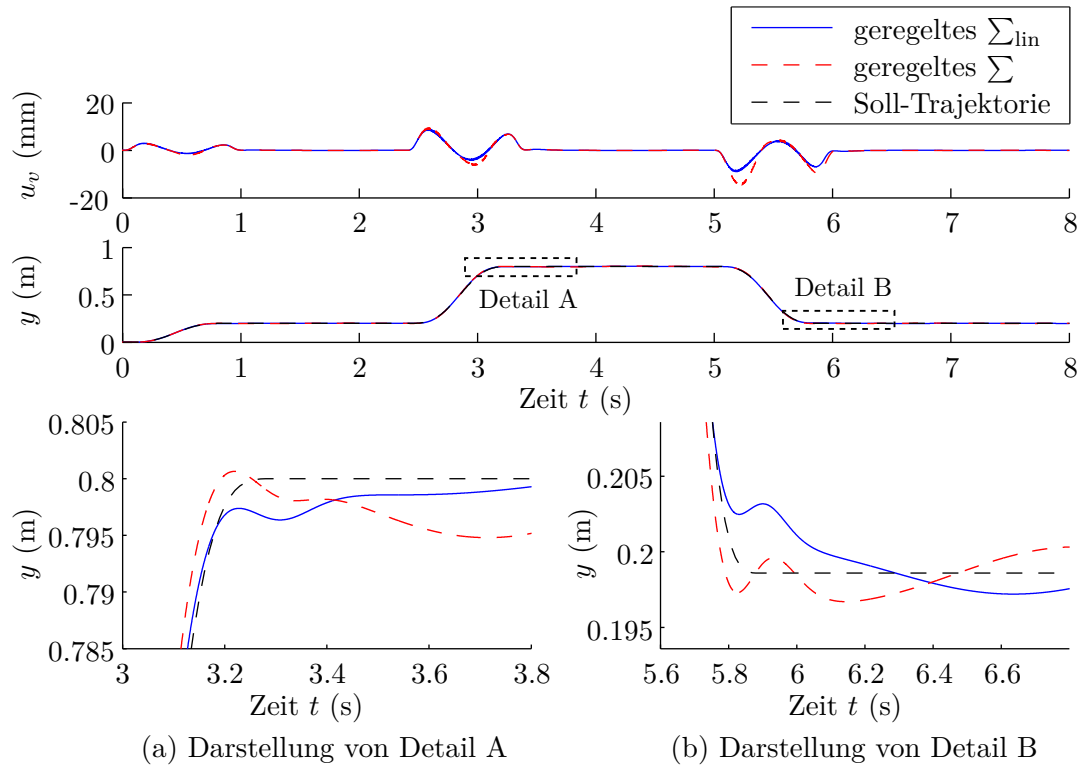 geregeltes ∑lin
geregeltes ∑
Soll-Trajektorie
u_v (mm)
20
0
-20
0 1 2 3 4 5 6 7 8
y (m)
1
0.5
0
Detail A
Detail B
0 1 2 3 4 5 6 7 8
Zeit t (s)
y (m)
0.805
0.8
0.795
0.79
0.785
3 3.2 3.4 3.6 3.8
Zeit t (s)
(a) Darstellung von Detail A
y (m)
0.205
0.2
0.195
5.6 5.8 6 6.2 6.4 6.6
Zeit t (s)
(b) Darstellung von Detail B